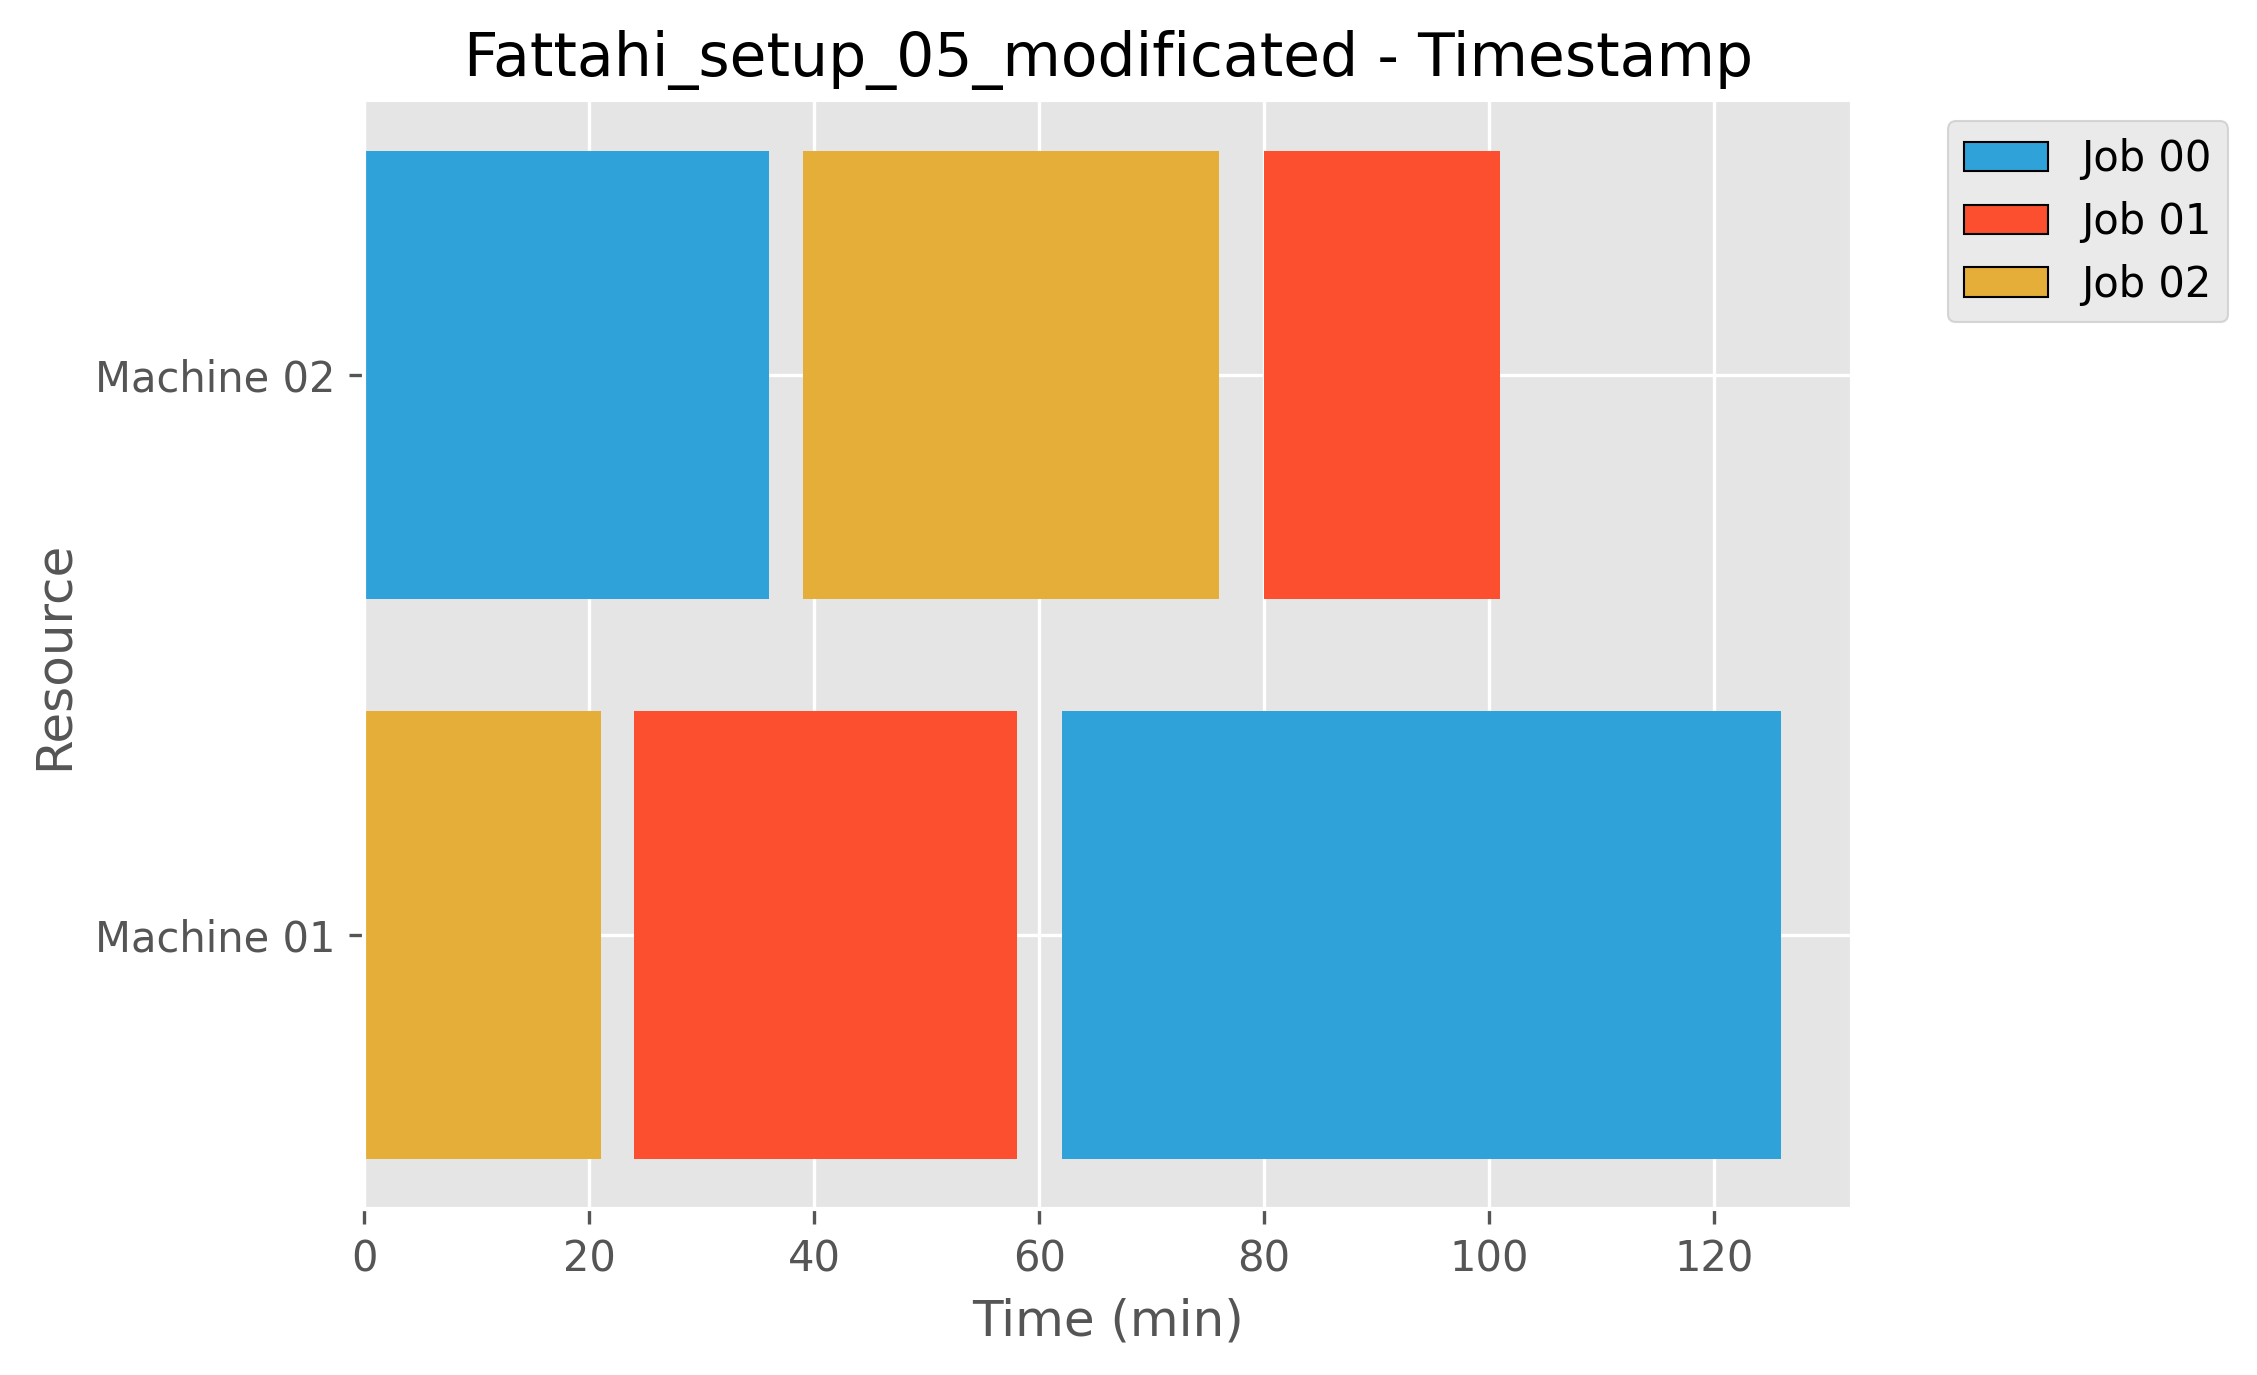 Fattahi_setup_05_modificated - Timestamp
Job 00
Job 01
Job 02
Machine 02
Resource
Machine 01
0 20 40 60 80 100 120
Time (min)